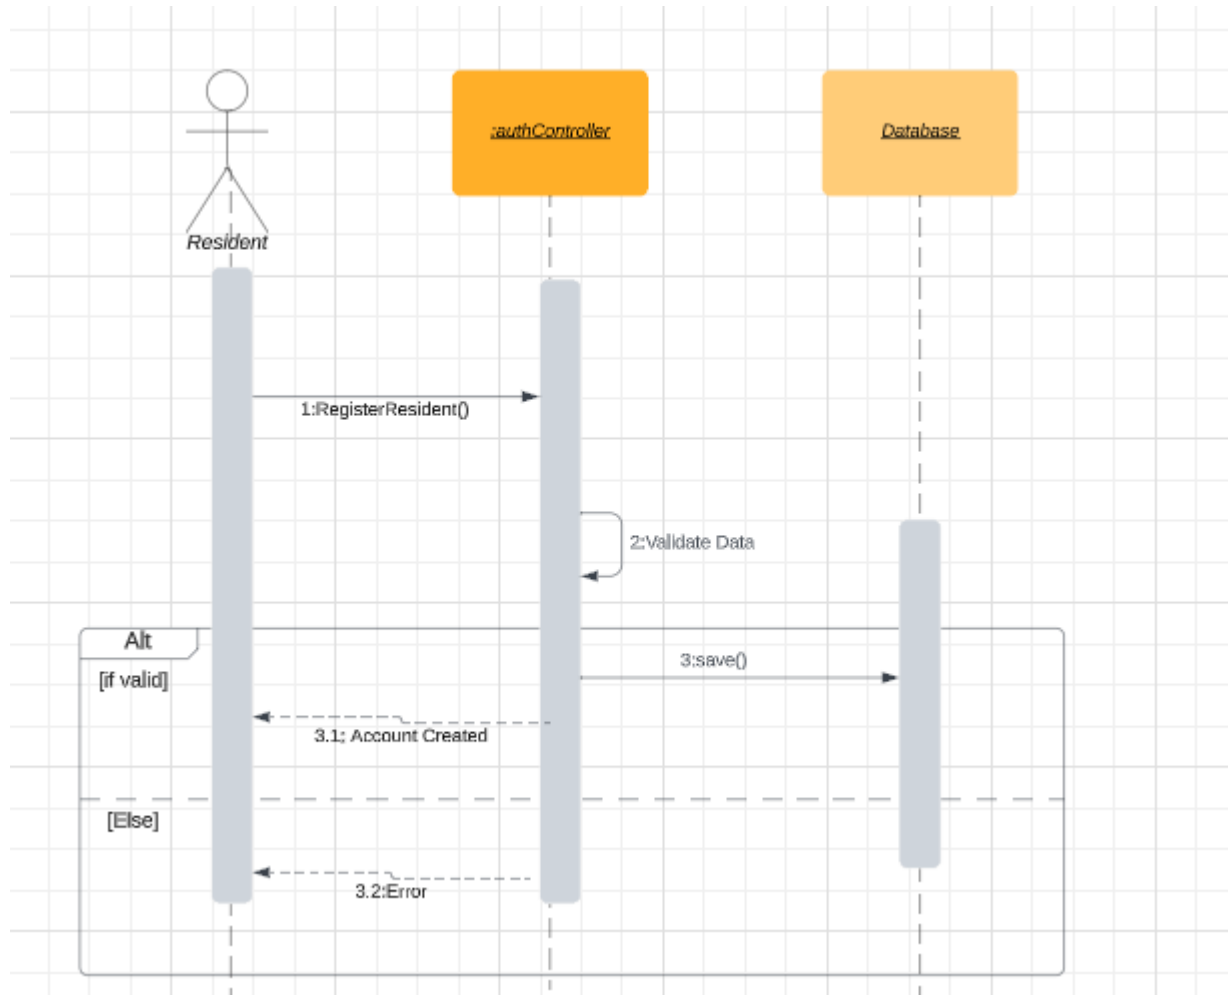 :authController
Database
Resident
1:RegisterResident()
2:Validate Data
Alt
3:save()
[if valid]
3.1; Account Created
[Else]
3.2:Error